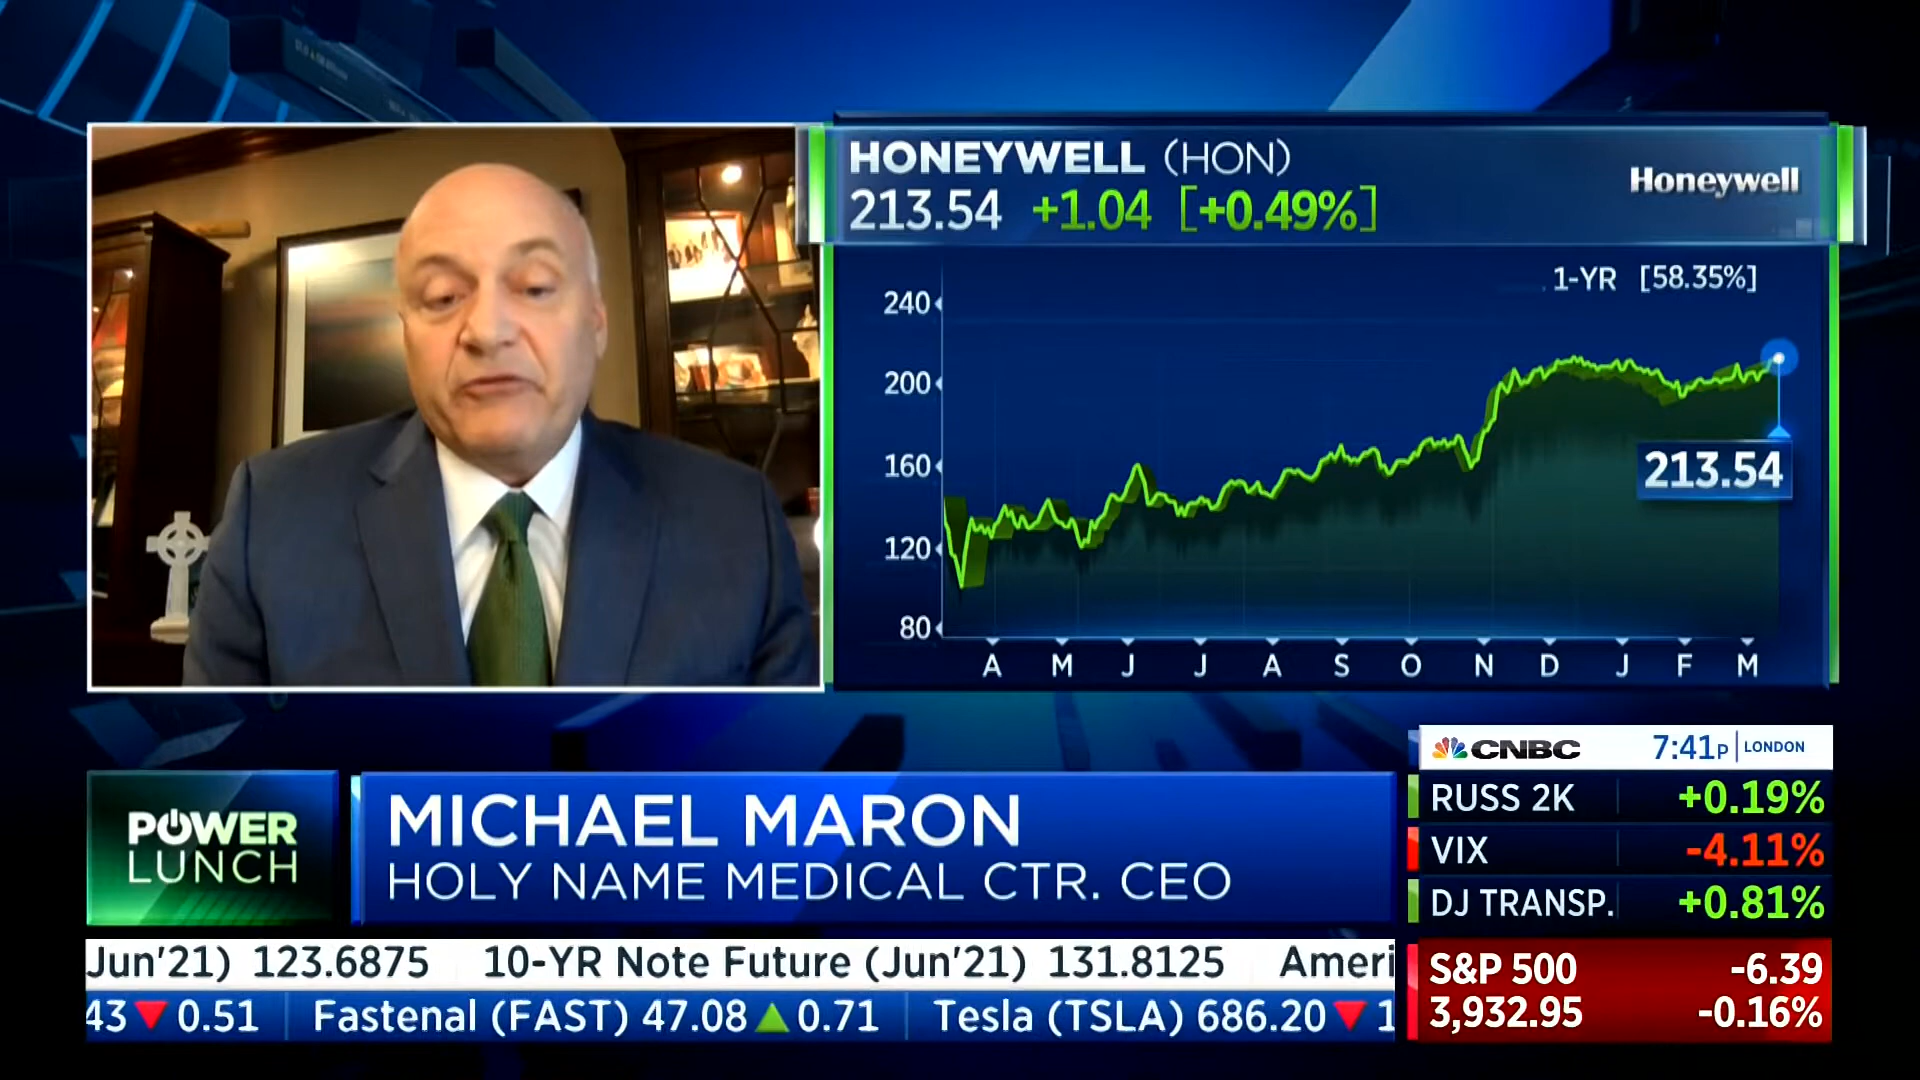 HONEYWELL (HON)
213.54 +1.04 [+0.49%]
Honeywell
1-YR [58.35%]
240
200
160
120
80
213.54
A M J J A S O N D J F M
CNBC 7:41P LONDON
RUSS 2K +0.19%
VIX -4.11%
DJ TRANSP. +0.81%
S&P 500 -6.39
3,932.95 -0.16%
POWER
LUNCH
MICHAEL MARON
HOLY NAME MEDICAL CTR. CEO
Jun'21) 123.6875 10-YR Note Future (Jun'21) 131.8125 Ameri
43 ▼ 0.51 Fastenal (FAST) 47.08 ▲ 0.71 Tesla (TSLA) 686.20 ▼ 1